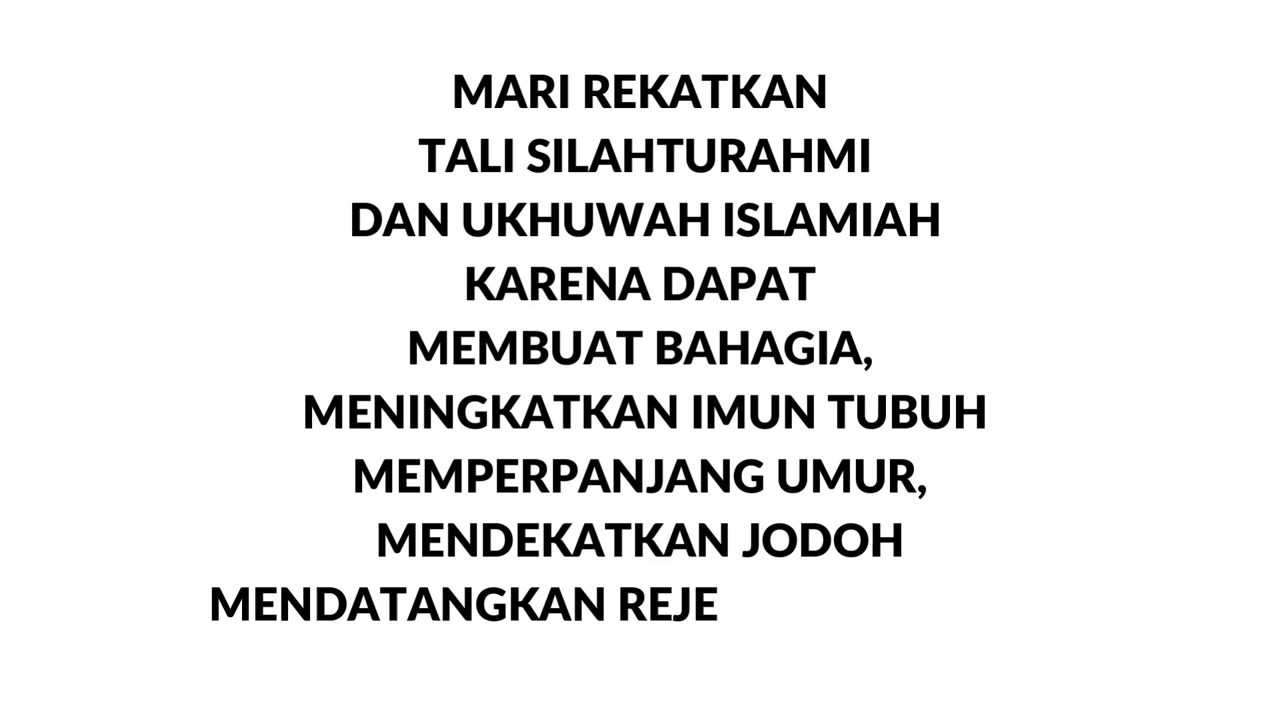 MARI REKATKAN
TALI SILAHTURAHMI
DAN UKHUWAH ISLAMIAH
KARENA DAPAT
MEMBUAT BAHAGIA,
MENINGKATKAN IMUN TUBUH
MEMPERPANJANG UMUR,
MENDEKATKAN JODOH
MENDATANGKAN REJE